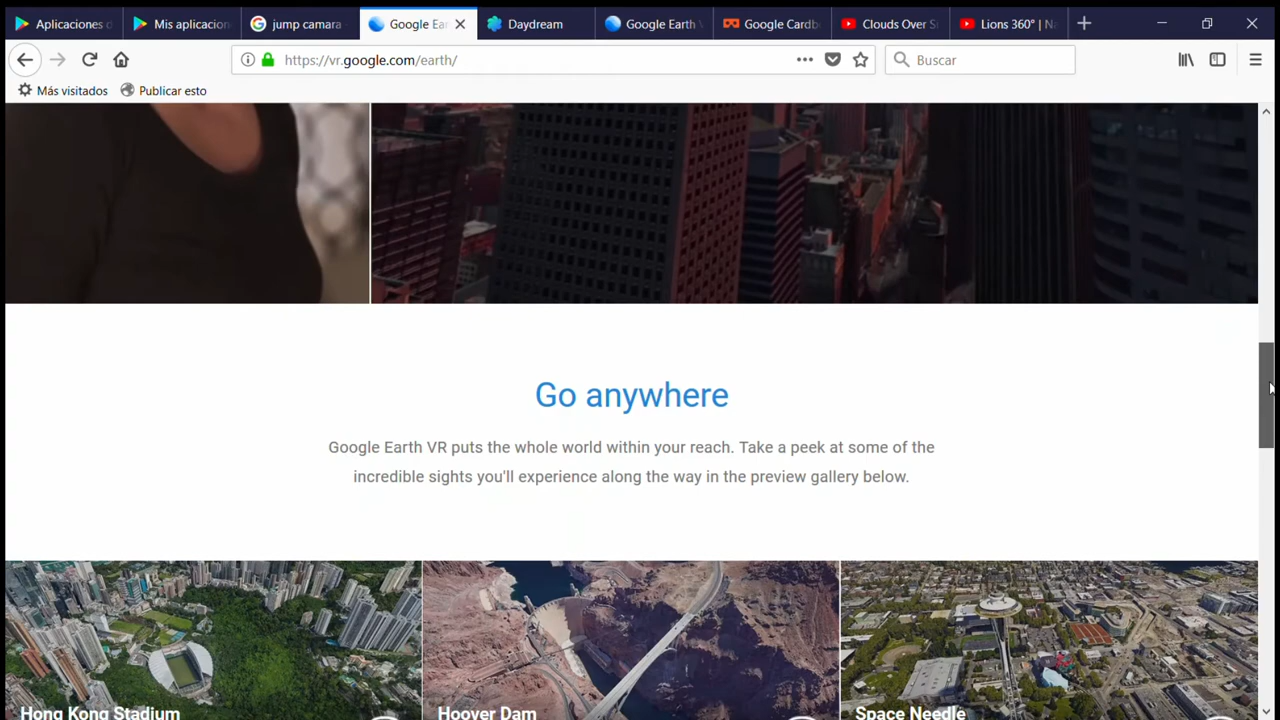 Aplicaciones d
Mis aplicacion
jump camara
Google Ea
Daydream
Google Earth V
Google Cardb
Clouds Over S
Lions 360° | Na
https://vr.google.com/earth/
Buscar
Más visitados
Publicar esto
Go anywhere
Google Earth VR puts the whole world within your reach. Take a peek at some of the
incredible sights you'll experience along the way in the preview gallery below.
Hong Kong Stadium
Hoover Dam
Space Needle